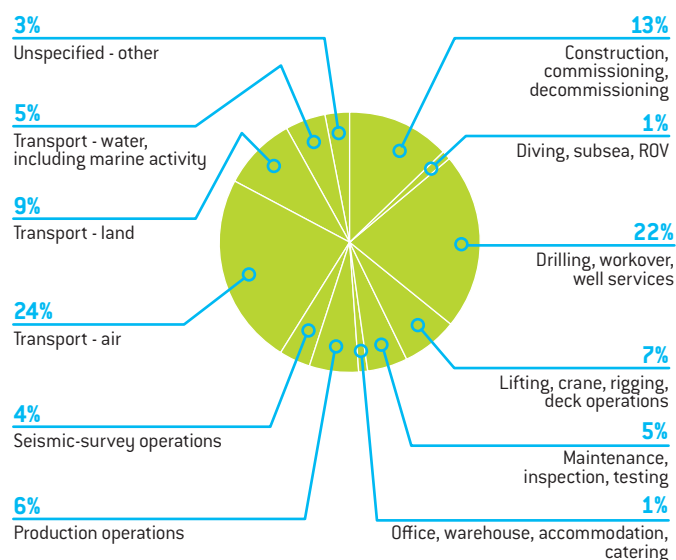 3%
Unspecified - other
5%
Transport - water,
including marine activity
9%
Transport - land
24%
Transport - air
4%
Seismic-survey operations
6%
Production operations
13%
Construction,
commissioning,
decommissioning
1%
Diving, subsea, ROV
22%
Drilling, workover,
well services
7%
Lifting, crane, rigging,
deck operations
5%
Maintenance,
inspection, testing
1%
Office, warehouse, accommodation,
catering